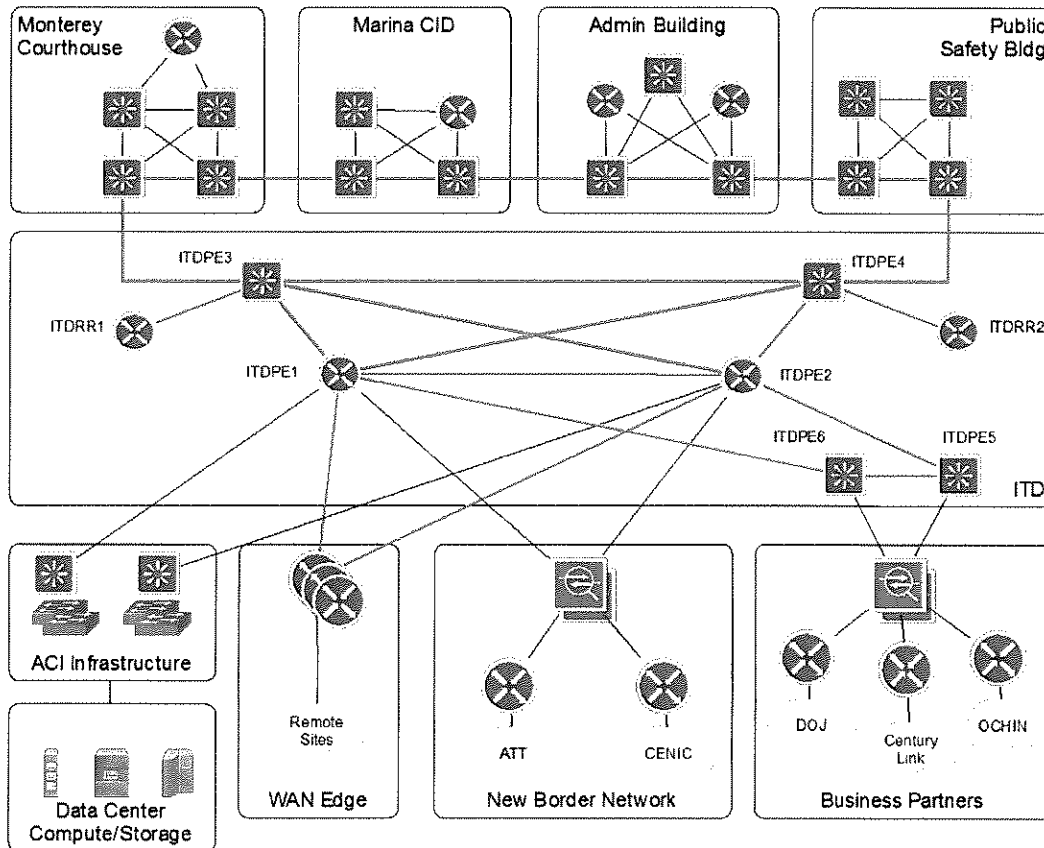 Monterey
Courthouse
Marina CID
Admin Building
Public
Safety Bldg
ITDPE3
ITDPE4
ITDRR1
ITDRR2
ITDPE1
ITDPE2
ITDPE6
ITDPE5
ITD
ACI Infrastructure
Remote
Sites
ATT
CENIC
DOJ
Century
Link
OCHIN
Data Center
Compute/Storage
WAN Edge
New Border Network
Business Partners